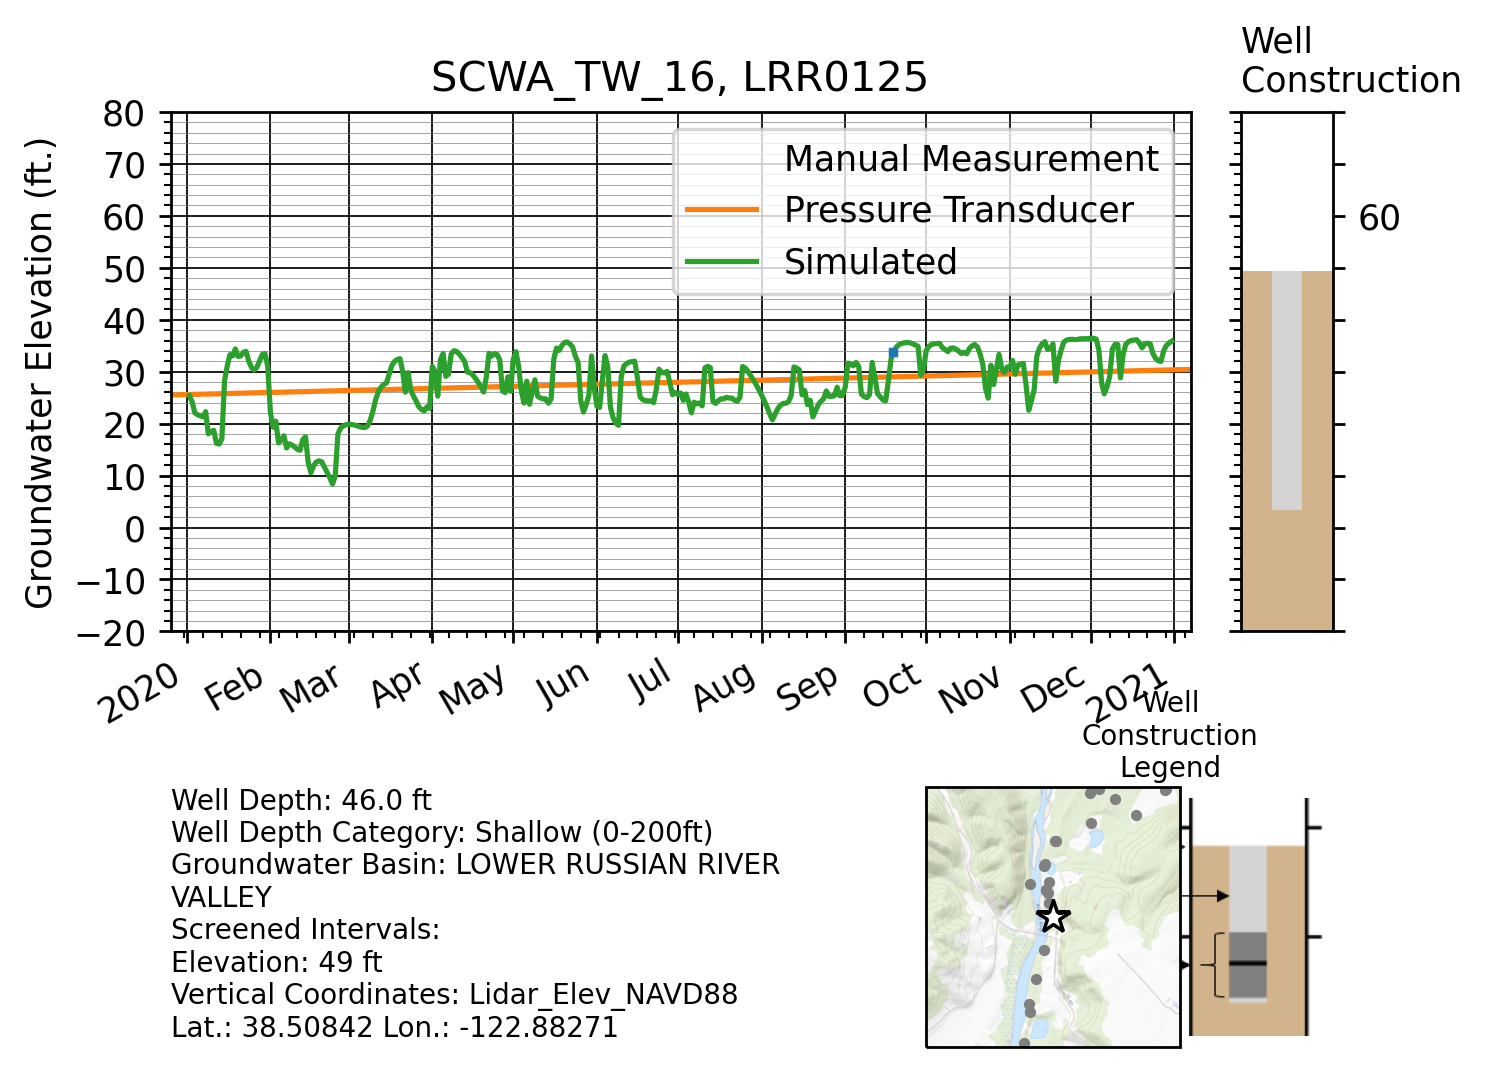 Well
Construction
SCWA_TW_16, LRR0125
Groundwater Elevation (ft.)
80
70
60
50
40
30
20
10
0
−10
−20
Manual Measurement
Pressure Transducer
Simulated
60
2020 Feb Mar Apr May Jun Jul Aug Sep Oct Nov Dec 2021
Well
Construction
Legend
Well Depth: 46.0 ft
Well Depth Category: Shallow (0-200ft)
Groundwater Basin: LOWER RUSSIAN RIVER
VALLEY
Screened Intervals:
Elevation: 49 ft
Vertical Coordinates: Lidar_Elev_NAVD88
Lat.: 38.50842 Lon.: -122.88271